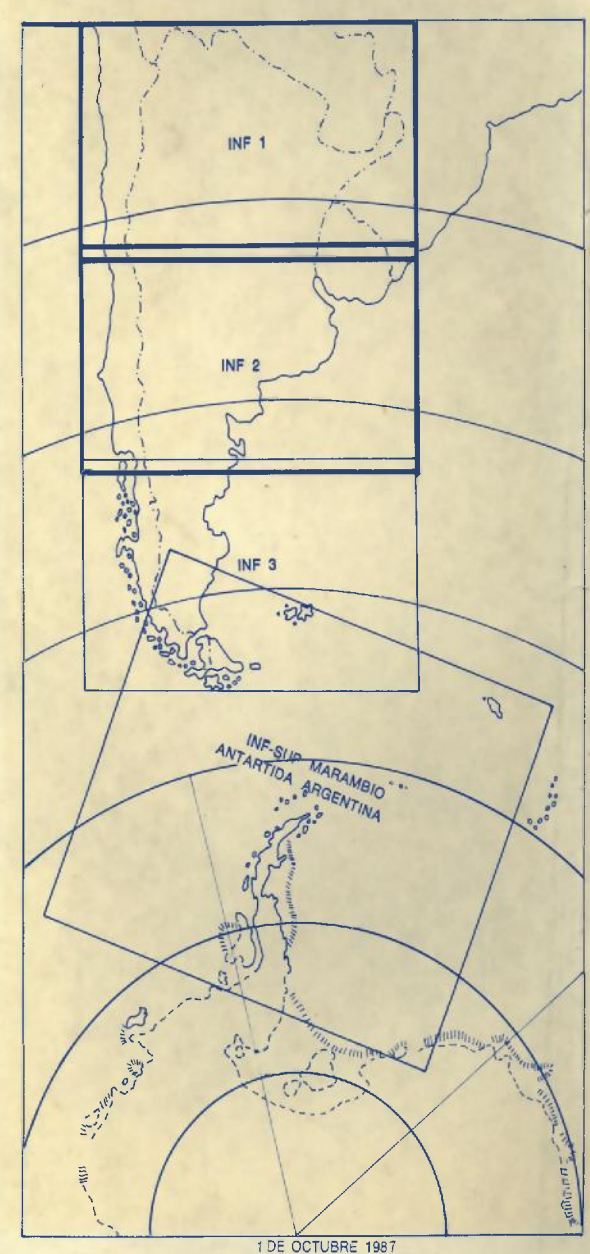 INF 1
INF 2
INF 3
INF-SUP MARAMBIO
ANTARTIDA ARGENTINA
1 DE OCTUBRE 1987